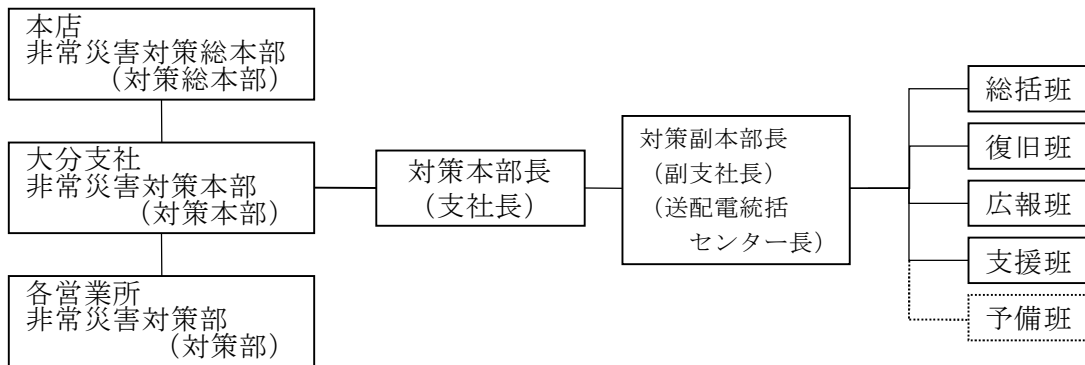 本店
非常災害対策総本部
(対策総本部)
大分支社
非常災害対策本部
(対策本部)
各営業所
非常災害対策部
(対策部)
対策本部長
(支社長)
対策副本部長
(副支社長)
(送配電統括
センター長)
総括班
復旧班
広報班
支援班
予備班